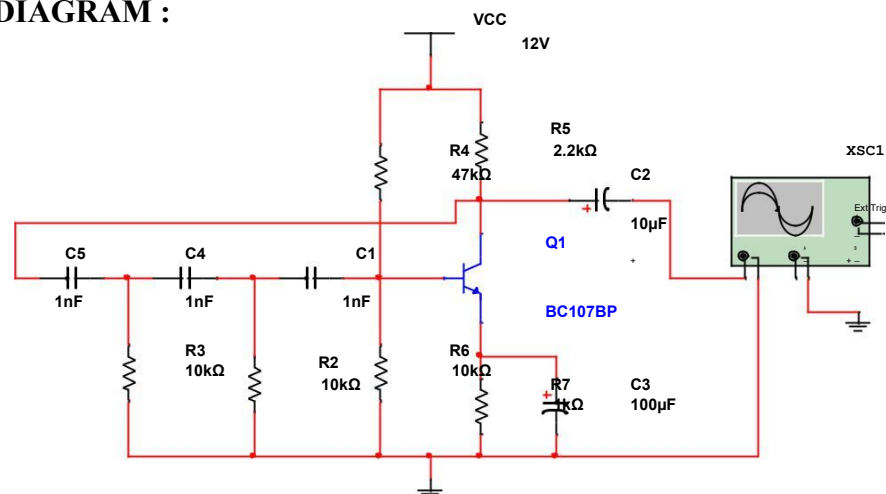 DIAGRAM :
VCC
12V
R4
47kΩ
R5
2.2kΩ
C2
10µF
XSC1
Ext Trig
Q1
BC107BP
C5
1nF
C4
1nF
C1
1nF
R3
10kΩ
R2
10kΩ
R6
10kΩ
R7
1kΩ
C3
100µF